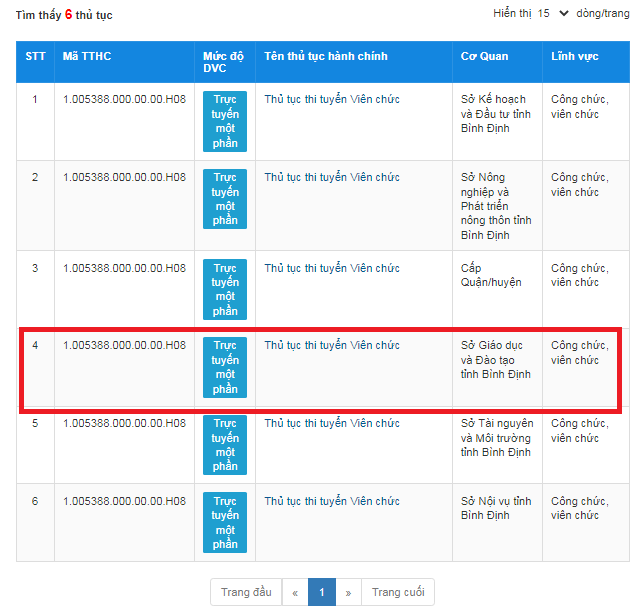 Tìm thấy 6 thủ tục
Hiển thị 15 dòng/trang
STT Mã TTHC Mức độ DVC Tên thủ tục hành chính Cơ Quan Lĩnh vực
1 1.005388.000.00.00.H08 Trực tuyến một phần Thủ tục thi tuyển Viên chức Sở Kế hoạch và Đầu tư tỉnh Bình Định Công chức, viên chức
2 1.005388.000.00.00.H08 Trực tuyến một phần Thủ tục thi tuyển Viên chức Sở Nông nghiệp và Phát triển nông thôn tỉnh Bình Định Công chức, viên chức
3 1.005388.000.00.00.H08 Trực tuyến một phần Thủ tục thi tuyển Viên chức Cấp Quận/huyện Công chức, viên chức
4 1.005388.000.00.00.H08 Trực tuyến một phần Thủ tục thi tuyển Viên chức Sở Giáo dục và Đào tạo tỉnh Bình Định Công chức, viên chức
5 1.005388.000.00.00.H08 Trực tuyến một phần Thủ tục thi tuyển Viên chức Sở Tài nguyên và Môi trường tỉnh Bình Định Công chức, viên chức
6 1.005388.000.00.00.H08 Trực tuyến một phần Thủ tục thi tuyển Viên chức Sở Nội vụ tỉnh Bình Định Công chức, viên chức
Trang đầu « 1 » Trang cuối